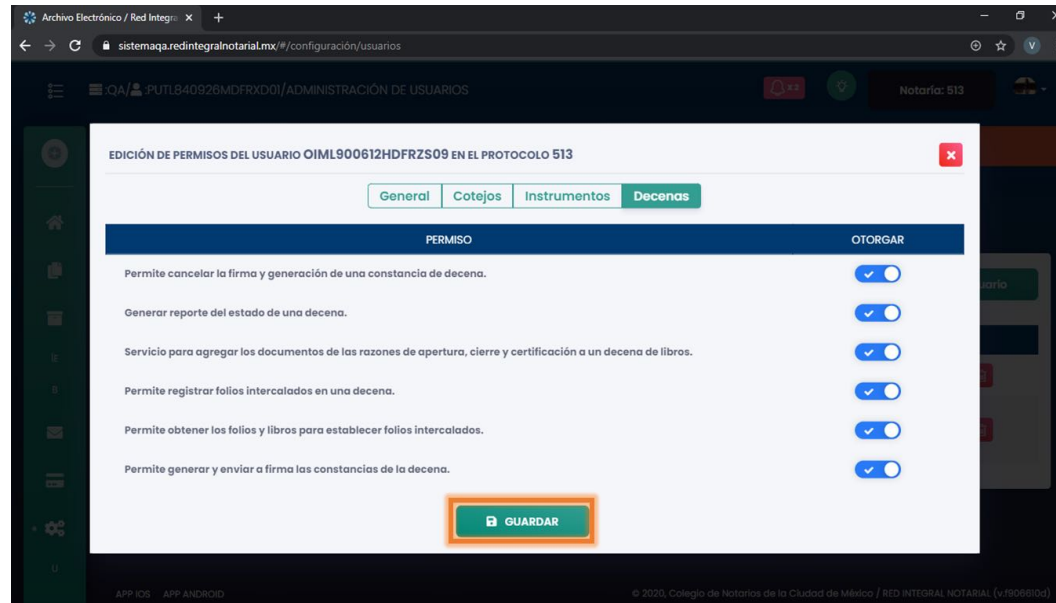 Archivo Electrónico / Red Integra
sistemaqa.redintegralnotarial.mx/#/configuración/usuarios
V
:QA/ :PUTL840926MDFRXD01/ADMINISTRACIÓN DE USUARIOS
Notaría: 513
EDICIÓN DE PERMISOS DEL USUARIO OIML900612HDFRZS09 EN EL PROTOCOLO 513
General Cotejos Instrumentos Decenas
PERMISO OTORGAR
Permite cancelar la firma y generación de una constancia de decena.
Generar reporte del estado de una decena.
Servicio para agregar los documentos de las razones de apertura, cierre y certificación a un decena de libros.
Permite registrar folios intercalados en una decena.
Permite obtener los folios y libros para establecer folios intercalados.
Permite generar y enviar a firma las constancias de la decena.
GUARDAR
APP IOS APP ANDROID
© 2020, Colegio de Notarios de la Ciudad de México / RED INTEGRAL NOTARIAL (v.f906610d)